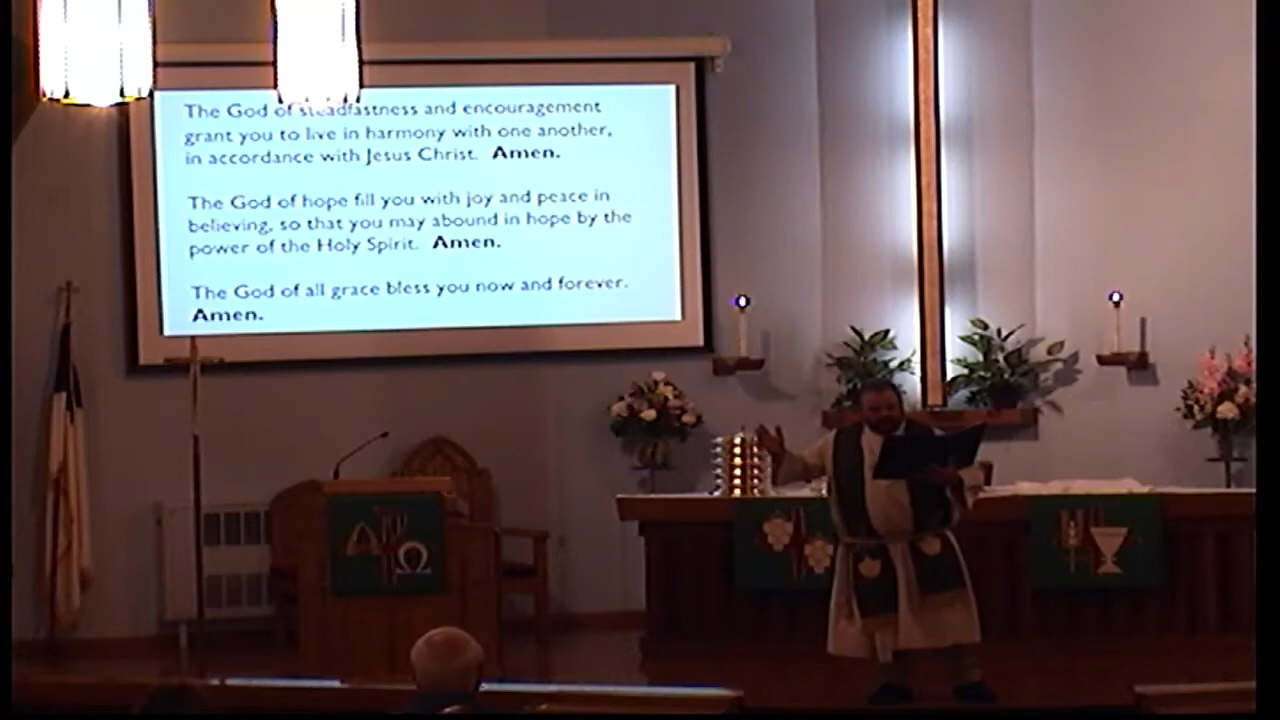 The God of steadfastness and encouragement
grant you to live in harmony with one another,
in accordance with Jesus Christ. Amen.
The God of hope fill you with joy and peace in
believing, so that you may abound in hope by the
power of the Holy Spirit. Amen.
The God of all grace bless you now and forever.
Amen.
Α Ω